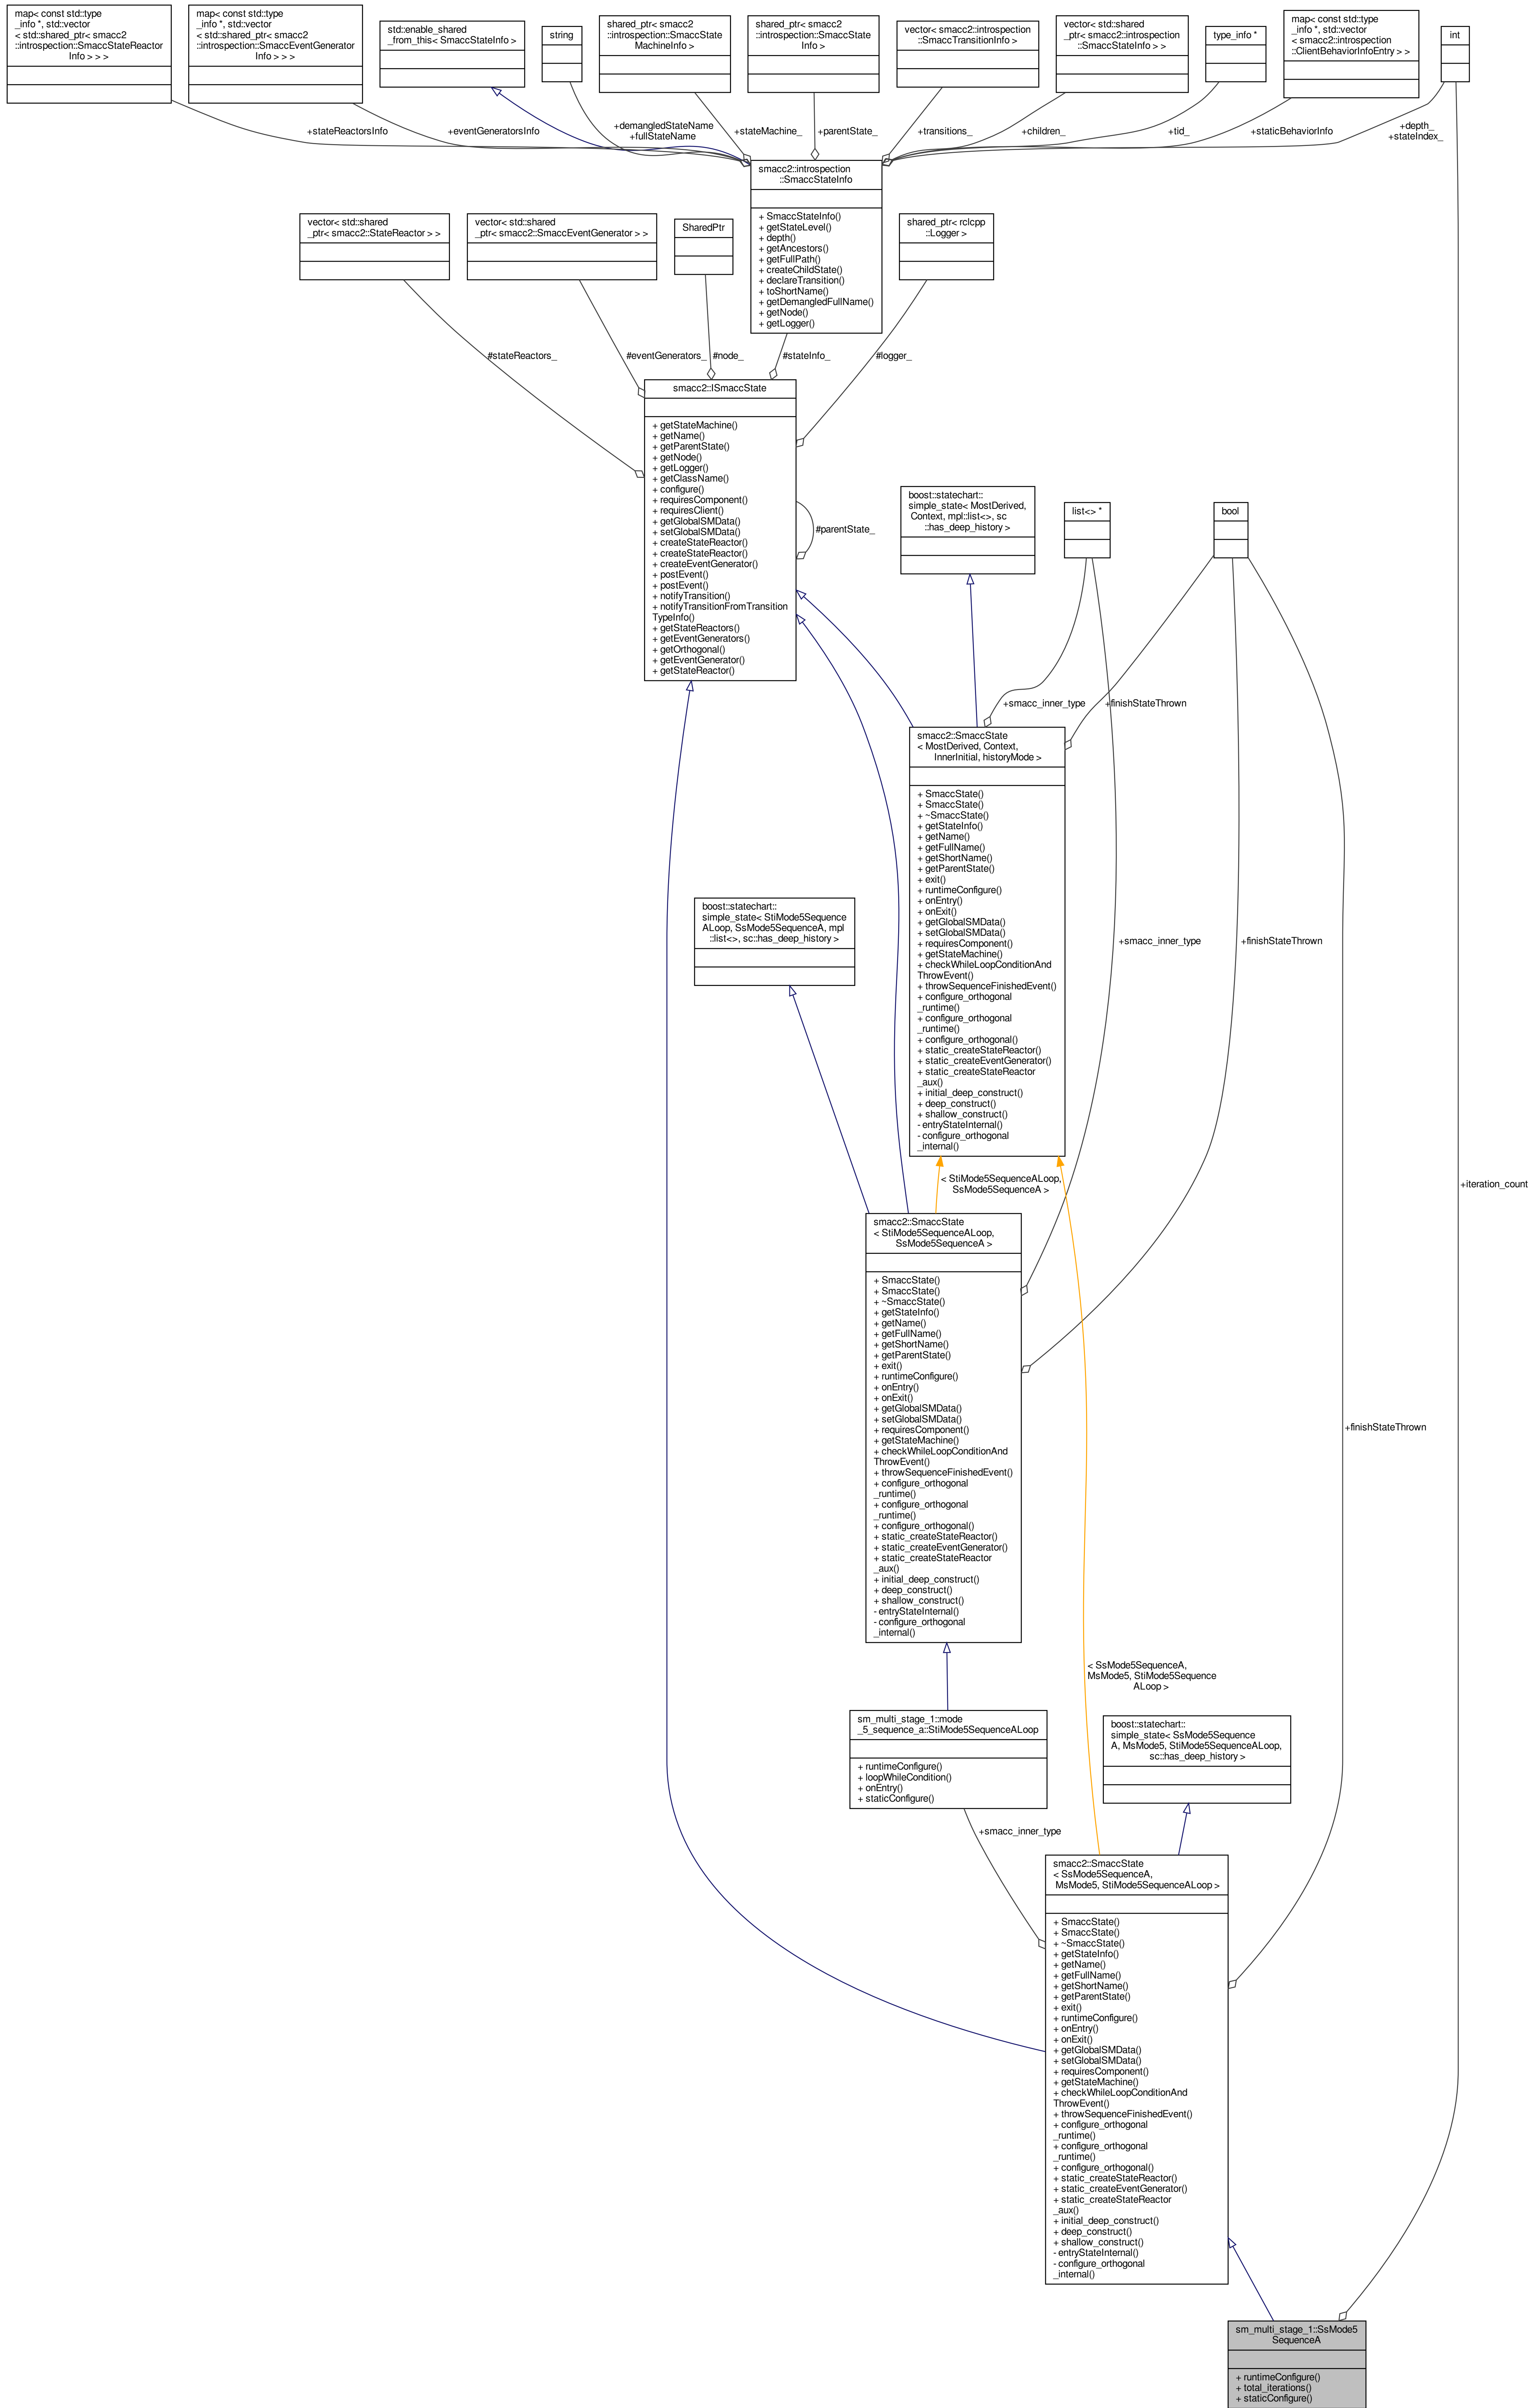 map< const std::type
_info *, std::vector
< std::shared_ptr< smacc2
::introspection::SmaccStateReactor
Info > > >
map< const std::type
_info *, std::vector
< std::shared_ptr< smacc2
::introspection::SmaccEventGenerator
Info > > >
std::enable_shared
_from_this< SmaccStateInfo >
string
shared_ptr< smacc2
::introspection::SmaccState
MachineInfo >
shared_ptr< smacc2
::introspection::SmaccState
Info >
vector< smacc2::introspection
::SmaccTransitionInfo >
vector< std::shared
_ptr< smacc2::introspection
::SmaccStateInfo > >
type_info *
map< const std::type
_info *, std::vector
< smacc2::introspection
::ClientBehaviorInfoEntry > >
int
+stateReactorsInfo
+eventGeneratorsInfo
+demangledStateName
+fullStateName
+stateMachine_
+parentState_
+transitions_
+children_
+tid_
+staticBehaviorInfo
+depth_
+stateIndex_
smacc2::introspection
::SmaccStateInfo
+ SmaccStateInfo()
+ getStateLevel()
+ depth()
+ getAncestors()
+ getFullPath()
+ createChildState()
+ declareTransition()
+ toShortName()
+ getDemangledFullName()
+ getNode()
+ getLogger()
vector< std::shared
_ptr< smacc2::StateReactor > >
vector< std::shared
_ptr< smacc2::SmaccEventGenerator > >
SharedPtr
shared_ptr< rclcpp
::Logger >
#stateReactors_
#eventGenerators_
#node_
#stateInfo_
#logger_
smacc2::ISmaccState
+ getStateMachine()
+ getName()
+ getParentState()
+ getNode()
+ getLogger()
+ getClassName()
+ configure()
+ requiresComponent()
+ requiresClient()
+ getGlobalSMData()
+ setGlobalSMData()
+ createStateReactor()
+ createStateReactor()
+ createEventGenerator()
+ postEvent()
+ postEvent()
+ notifyTransition()
+ notifyTransitionFromTransition
TypeInfo()
+ getStateReactors()
+ getEventGenerators()
+ getOrthogonal()
+ getEventGenerator()
+ getStateReactor()
#parentState_
boost::statechart::
simple_state< MostDerived,
Context, mpl::list<>, sc
::has_deep_history >
list<> *
bool
+smacc_inner_type
+finishStateThrown
smacc2::SmaccState
< MostDerived, Context,
InnerInitial, historyMode >
+ SmaccState()
+ SmaccState()
+ ~SmaccState()
+ getStateInfo()
+ getName()
+ getFullName()
+ getShortName()
+ getParentState()
+ exit()
+ runtimeConfigure()
+ onEntry()
+ onExit()
+ getGlobalSMData()
+ setGlobalSMData()
+ requiresComponent()
+ getStateMachine()
+ checkWhileLoopConditionAnd
ThrowEvent()
+ throwSequenceFinishedEvent()
+ configure_orthogonal
_runtime()
+ configure_orthogonal
_runtime()
+ configure_orthogonal()
+ static_createStateReactor()
+ static_createEventGenerator()
+ static_createStateReactor
_aux()
+ initial_deep_construct()
+ deep_construct()
+ shallow_construct()
- entryStateInternal()
- configure_orthogonal
_internal()
boost::statechart::
simple_state< StiMode5Sequence
ALoop, SsMode5SequenceA, mpl
::list<>, sc::has_deep_history >
+smacc_inner_type
+finishStateThrown
< StiMode5SequenceALoop,
SsMode5SequenceA >
+iteration_count
smacc2::SmaccState
< StiMode5SequenceALoop,
SsMode5SequenceA >
+ SmaccState()
+ SmaccState()
+ ~SmaccState()
+ getStateInfo()
+ getName()
+ getFullName()
+ getShortName()
+ getParentState()
+ exit()
+ runtimeConfigure()
+ onEntry()
+ onExit()
+ getGlobalSMData()
+ setGlobalSMData()
+ requiresComponent()
+ getStateMachine()
+ checkWhileLoopConditionAnd
ThrowEvent()
+ throwSequenceFinishedEvent()
+ configure_orthogonal
_runtime()
+ configure_orthogonal
_runtime()
+ configure_orthogonal()
+ static_createStateReactor()
+ static_createEventGenerator()
+ static_createStateReactor
_aux()
+ initial_deep_construct()
+ deep_construct()
+ shallow_construct()
- entryStateInternal()
- configure_orthogonal
_internal()
+finishStateThrown
< SsMode5SequenceA,
MsMode5, StiMode5Sequence
ALoop >
sm_multi_stage_1::mode
_5_sequence_a::StiMode5SequenceALoop
+ runtimeConfigure()
+ loopWhileCondition()
+ onEntry()
+ staticConfigure()
boost::statechart::
simple_state< SsMode5Sequence
A, MsMode5, StiMode5SequenceALoop,
sc::has_deep_history >
+smacc_inner_type
smacc2::SmaccState
< SsMode5SequenceA,
MsMode5, StiMode5SequenceALoop >
+ SmaccState()
+ SmaccState()
+ ~SmaccState()
+ getStateInfo()
+ getName()
+ getFullName()
+ getShortName()
+ getParentState()
+ exit()
+ runtimeConfigure()
+ onEntry()
+ onExit()
+ getGlobalSMData()
+ setGlobalSMData()
+ requiresComponent()
+ getStateMachine()
+ checkWhileLoopConditionAnd
ThrowEvent()
+ throwSequenceFinishedEvent()
+ configure_orthogonal
_runtime()
+ configure_orthogonal
_runtime()
+ configure_orthogonal()
+ static_createStateReactor()
+ static_createEventGenerator()
+ static_createStateReactor
_aux()
+ initial_deep_construct()
+ deep_construct()
+ shallow_construct()
- entryStateInternal()
- configure_orthogonal
_internal()
sm_multi_stage_1::SsMode5
SequenceA
+ runtimeConfigure()
+ total_iterations()
+ staticConfigure()